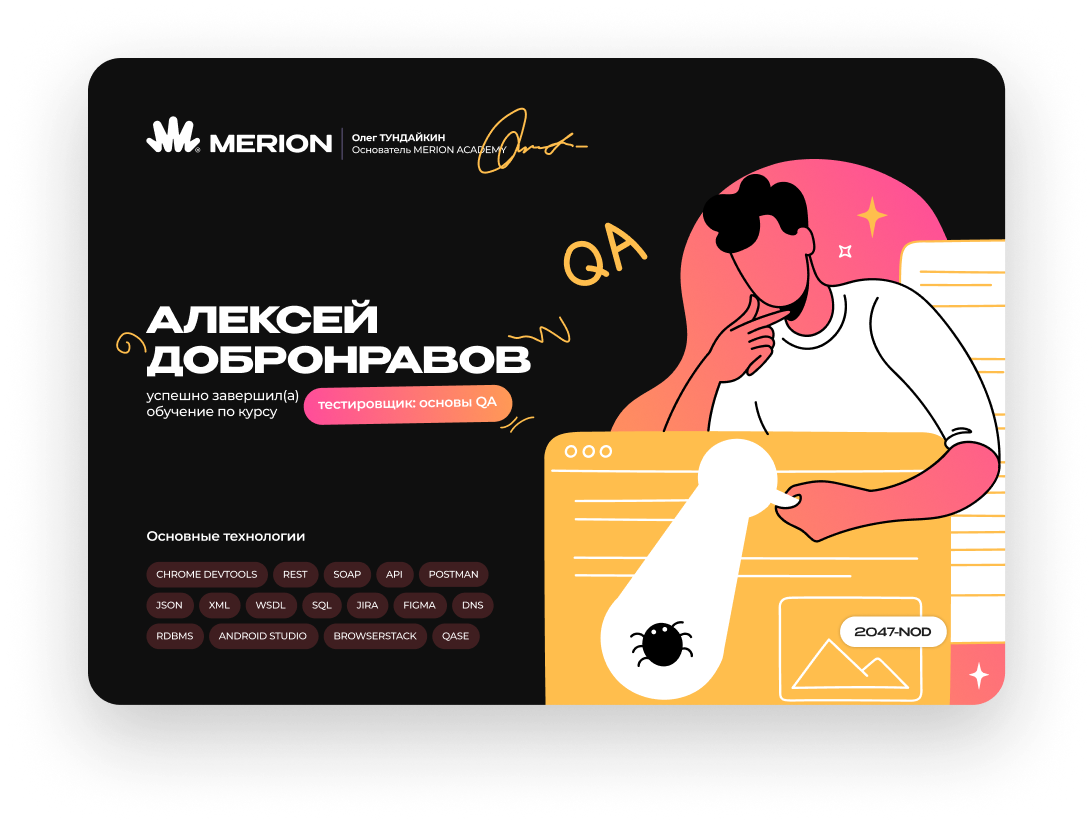 MERION
Олег ТУНДАЙКИН
Основатель MERION ACADEMY
QA
АЛЕКСЕЙ
ДОБРОНРАВОВ
успешно завершил(а)
обучение по курсу
тестировщик: основы QA
Основные технологии
CHROME DEVTOOLS REST SOAP API POSTMAN
JSON XML WSDL SQL JIRA FIGMA DNS
RDBMS ANDROID STUDIO BROWSERSTACK QASE
2047-NOD